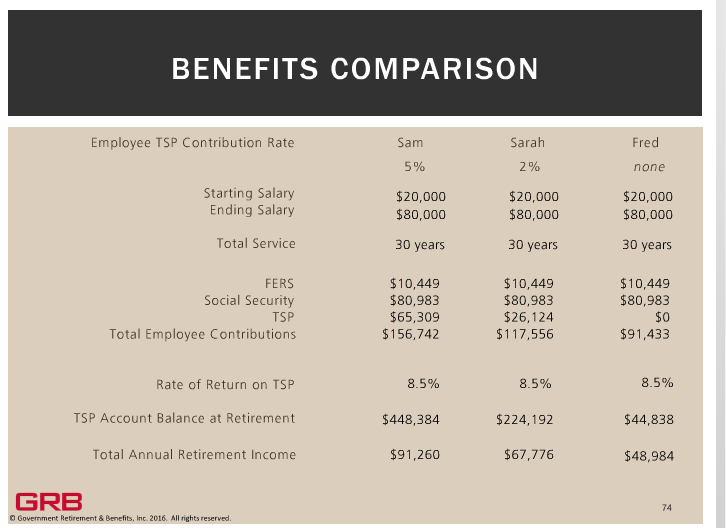 BENEFITS COMPARISON
Employee TSP Contribution Rate Sam Sarah Fred
5% 2% none
Starting Salary $20,000 $20,000 $20,000
Ending Salary $80,000 $80,000 $80,000
Total Service 30 years 30 years 30 years
FERS $10,449 $10,449 $10,449
Social Security $80,983 $80,983 $80,983
TSP $65,309 $26,124 $0
Total Employee Contributions $156,742 $117,556 $91,433
Rate of Return on TSP 8.5% 8.5% 8.5%
TSP Account Balance at Retirement $448,384 $224,192 $44,838
Total Annual Retirement Income $91,260 $67,776 $48,984
GRB
© Government Retirement & Benefits, Inc. 2016. All rights reserved.
74